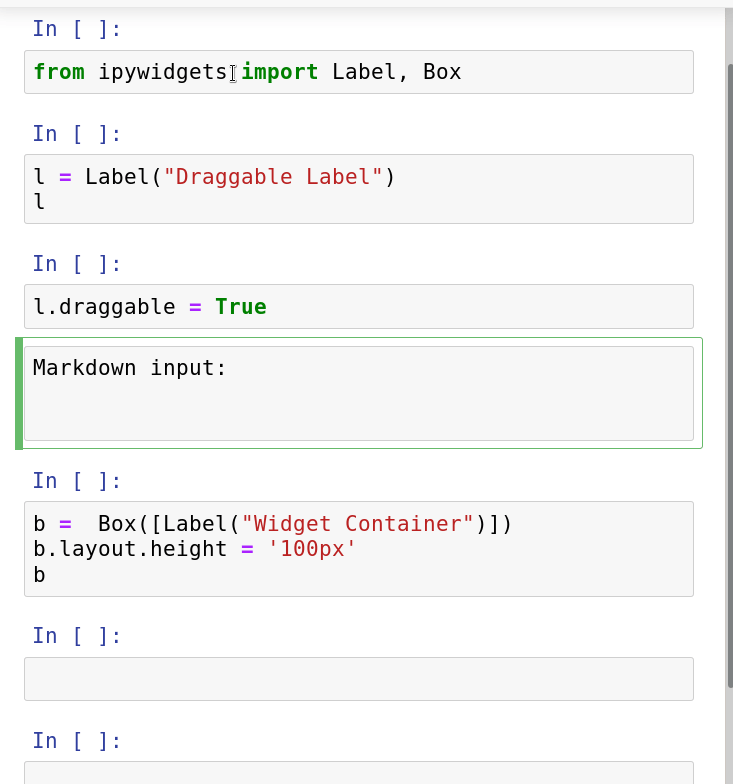 In [ ]:
from ipywidgets import Label, Box
In [ ]:
l = Label("Draggable Label")
l
In [ ]:
l.draggable = True
Markdown input:
In [ ]:
b =  Box([Label("Widget Container")])
b.layout.height = '100px'
b
In [ ]:
In [ ]: